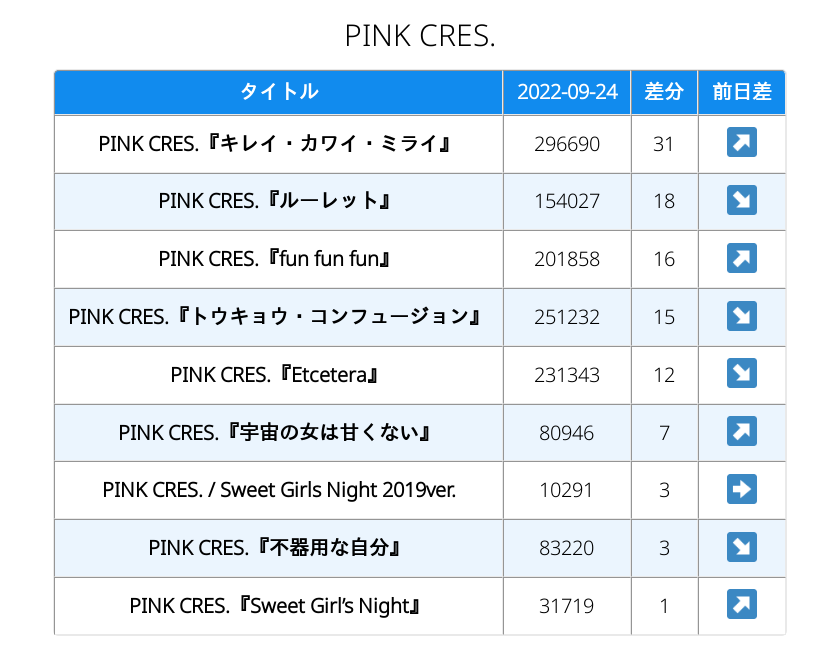 PINK CRES.
タイトル 2022-09-24 差分 前日差
PINK CRES.『キレイ・カワイ・ミライ』 296690 31
PINK CRES.『ルーレット』 154027 18
PINK CRES.『fun fun fun』 201858 16
PINK CRES.『トウキョウ・コンフュージョン』 251232 15
PINK CRES.『Etcetera』 231343 12
PINK CRES.『宇宙の女は甘くない』 80946 7
PINK CRES. / Sweet Girls Night 2019ver. 10291 3
PINK CRES.『不器用な自分』 83220 3
PINK CRES.『Sweet Girl’s Night』 31719 1